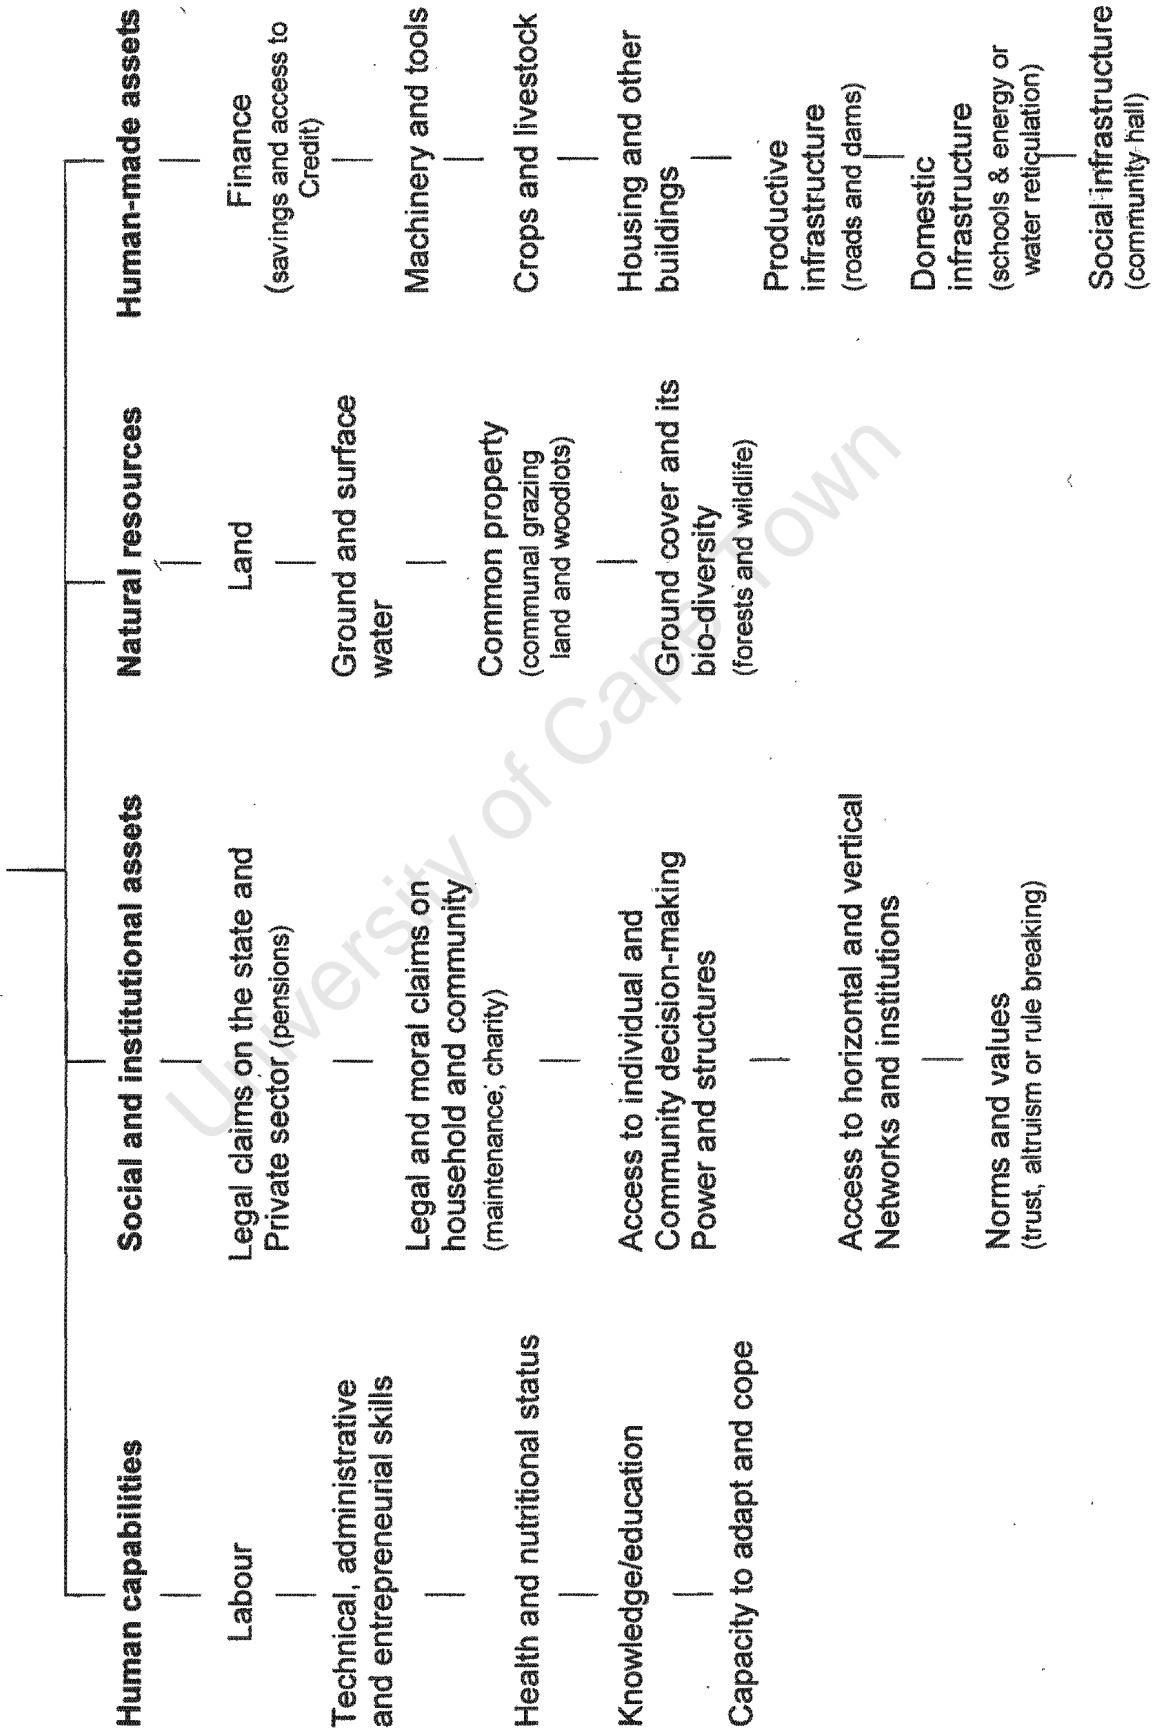 Human capabilities
Labour
Technical, administrative
and entrepreneurial skills
Health and nutritional status
Knowledge/education
Capacity to adapt and cope
Social and institutional assets
Legal claims on the state and
Private sector (pensions)
Legal and moral claims on
household and community
(maintenance, charity)
Access to individual and
Community decision-making
Power and structures
Access to horizontal and vertical
Networks and institutions
Norms and values
(trust, altruism or rule breaking)
Natural resources
Land
Ground and surface
water
Common property
(communal grazing
land and woodlots)
Ground cover and its
bio-diversity
(forests and wildlife)
Human-made assets
Finance
(savings and access to
Credit)
Machinery and tools
Crops and livestock
Housing and other
buildings
Productive
infrastructure
(roads and dams)
Domestic
infrastructure
(schools & energy or
water reticulation)
Social infrastructure
(community hall)
University of Cape Town